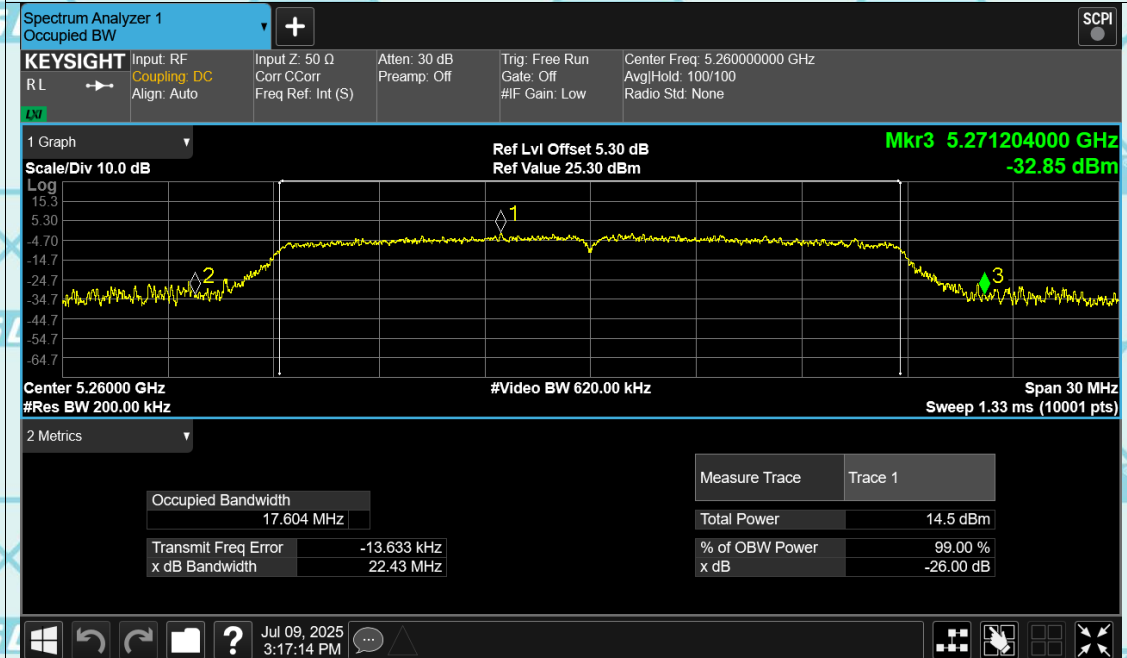 Spectrum Analyzer 1
Occupied BW
+
SCPI
KEYSIGHT
RL
LXI
Input: RF
Coupling: DC
Align: Auto
Input Z: 50 Ω
Corr CCorr
Freq Ref: Int (S)
Atten: 30 dB
Preamp: Off
Trig: Free Run
Gate: Off
#IF Gain: Low
Center Freq: 5.260000000 GHz
Avg|Hold: 100/100
Radio Std: None
1 Graph
Scale/Div 10.0 dB
Ref Lvl Offset 5.30 dB
Ref Value 25.30 dBm
Mkr3 5.271204000 GHz
-32.85 dBm
Log
15.3
5.30
-4.70
-14.7
-24.7
-34.7
-44.7
-54.7
-64.7
1
2
3
Center 5.26000 GHz
#Video BW 620.00 kHz
Span 30 MHz
#Res BW 200.00 kHz
Sweep 1.33 ms (10001 pts)
2 Metrics
Occupied Bandwidth
17.604 MHz
Transmit Freq Error -13.633 kHz
x dB Bandwidth 22.43 MHz
Measure Trace Trace 1
Total Power 14.5 dBm
% of OBW Power 99.00 %
x dB -26.00 dB
?
Jul 09, 2025
3:17:14 PM